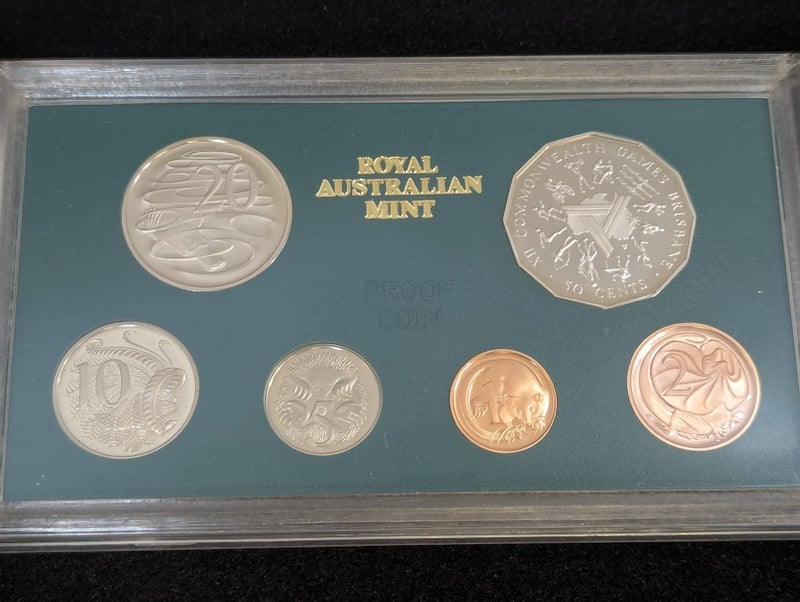 20
ROYAL
AUSTRALIAN
MINT
XII COMMONWEALTH GAMES BRISBANE
50 CENTS
PROOF
COIN
10
5
1
2